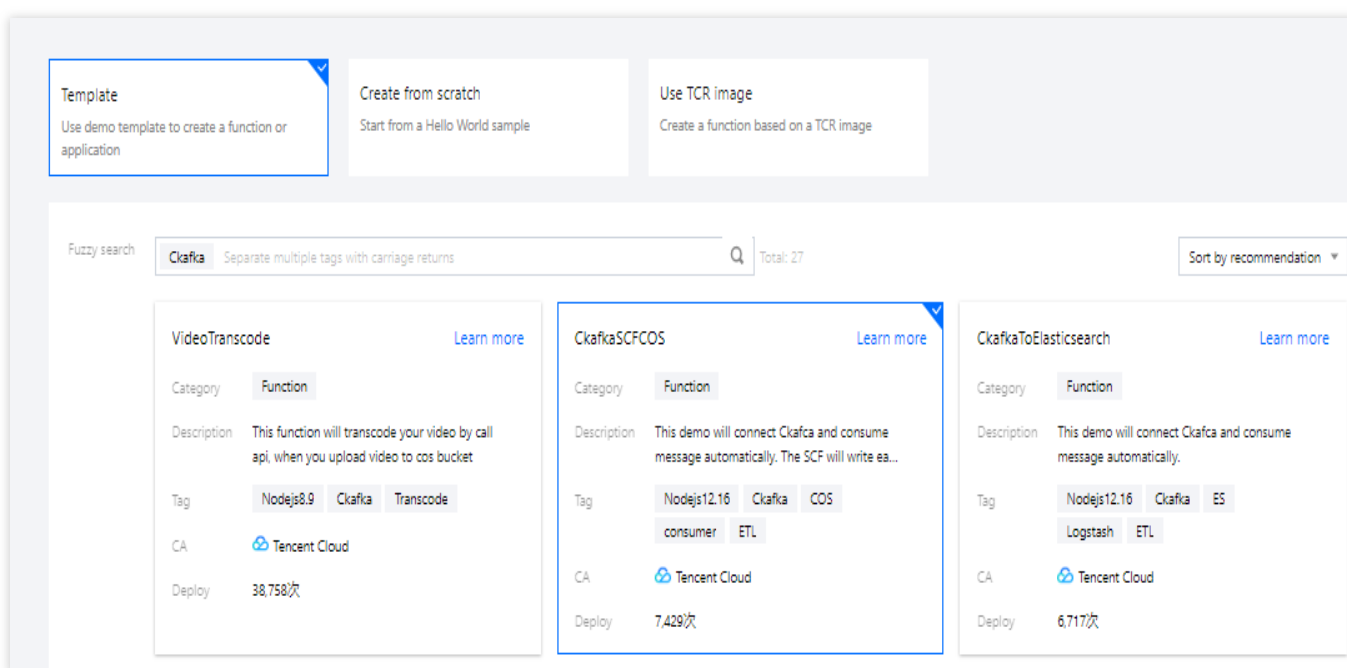 Template
Use demo template to create a function or
application
Create from scratch
Start from a Hello World sample
Use TCR image
Create a function based on a TCR image
Fuzzy search
Ckafka Separate multiple tags with carriage returns
Total: 27
Sort by recommendation
VideoTranscode Learn more
Category Function
Description This function will transcode your video by call
api, when you upload video to cos bucket
Tag Nodejs8.9 Ckafka Transcode
CA Tencent Cloud
Deploy 38,758次
CkafkaSCFCOS Learn more
Category Function
Description This demo will connect Ckafca and consume
message automatically. The SCF will write ea...
Tag Nodejs12.16 Ckafka COS
consumer ETL
CA Tencent Cloud
Deploy 7,429次
CkafkaToElasticsearch Learn more
Category Function
Description This demo will connect Ckafca and consume
message automatically.
Tag Nodejs12.16 Ckafka ES
Logstash ETL
CA Tencent Cloud
Deploy 6,717次